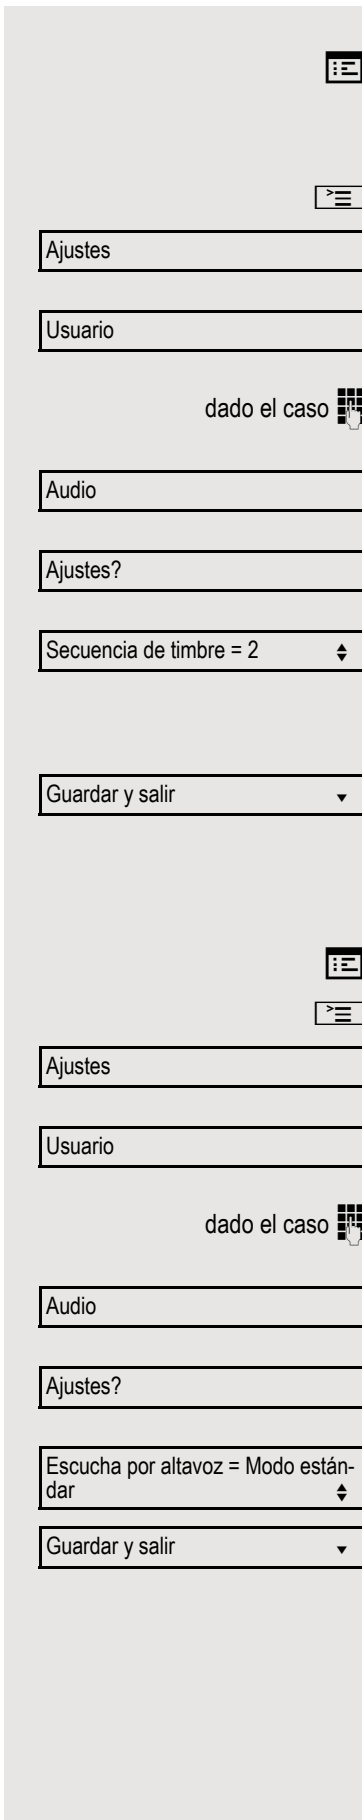 Ajustes
Usuario
dado el caso
Audio
Ajustes?
Secuencia de timbre = 2
Guardar y salir
Ajustes
Usuario
dado el caso
Audio
Ajustes?
Escucha por altavoz = Modo están-
dar
Guardar y salir